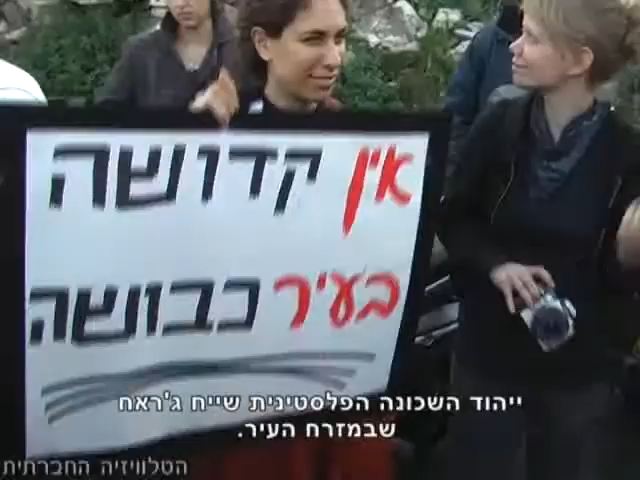 אין קדושה
בעיר כבושה
ייהוד השכונה הפלסטינית שייח ג'ראח
שבמזרח העיר.
הטלוויזיה החברתית